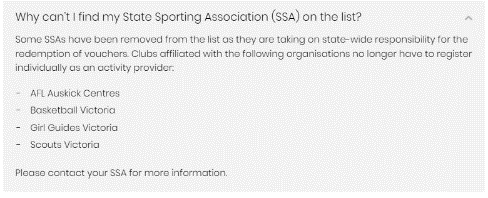 Why can't I find my State Sporting Association (SSA) on the list?
Some SSAs have been removed from the list as they are taking on state-wide responsibility for the
redemption of vouchers. Clubs affiliated with the following organisations no longer have to register
individually as an activity provider:
- AFL Auskick Centres
- Basketball Victoria
- Girl Guides Victoria
- Scouts Victoria
Please contact your SSA for more information.